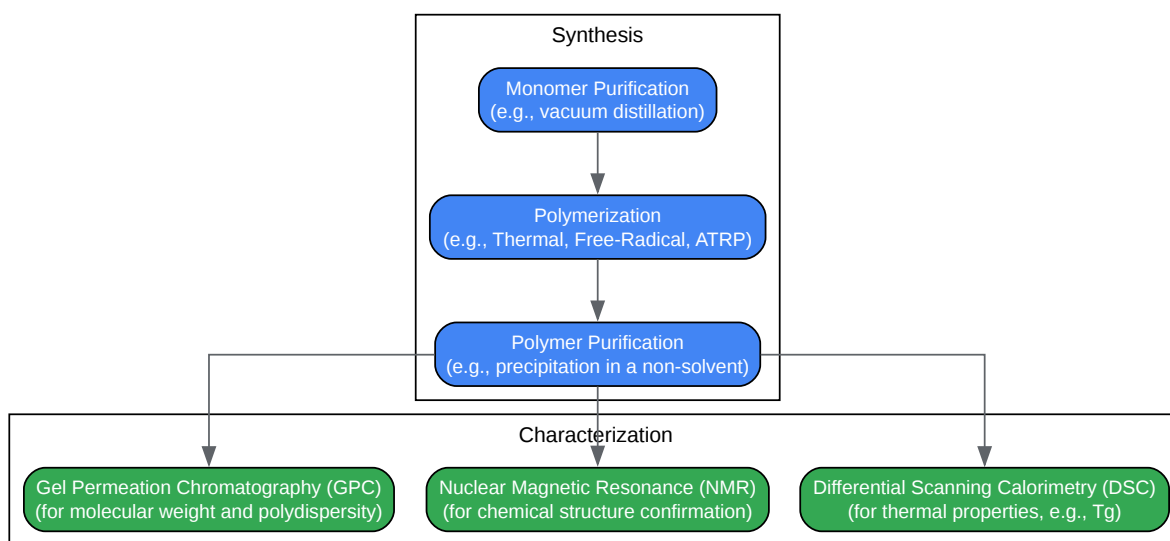 Synthesis
Monomer Purification
(e.g., vacuum distillation)
Polymerization
(e.g., Thermal, Free-Radical, ATRP)
Polymer Purification
(e.g., precipitation in a non-solvent)
Characterization
Gel Permeation Chromatography (GPC)
(for molecular weight and polydispersity)
Nuclear Magnetic Resonance (NMR)
(for chemical structure confirmation)
Differential Scanning Calorimetry (DSC)
(for thermal properties, e.g., Tg)